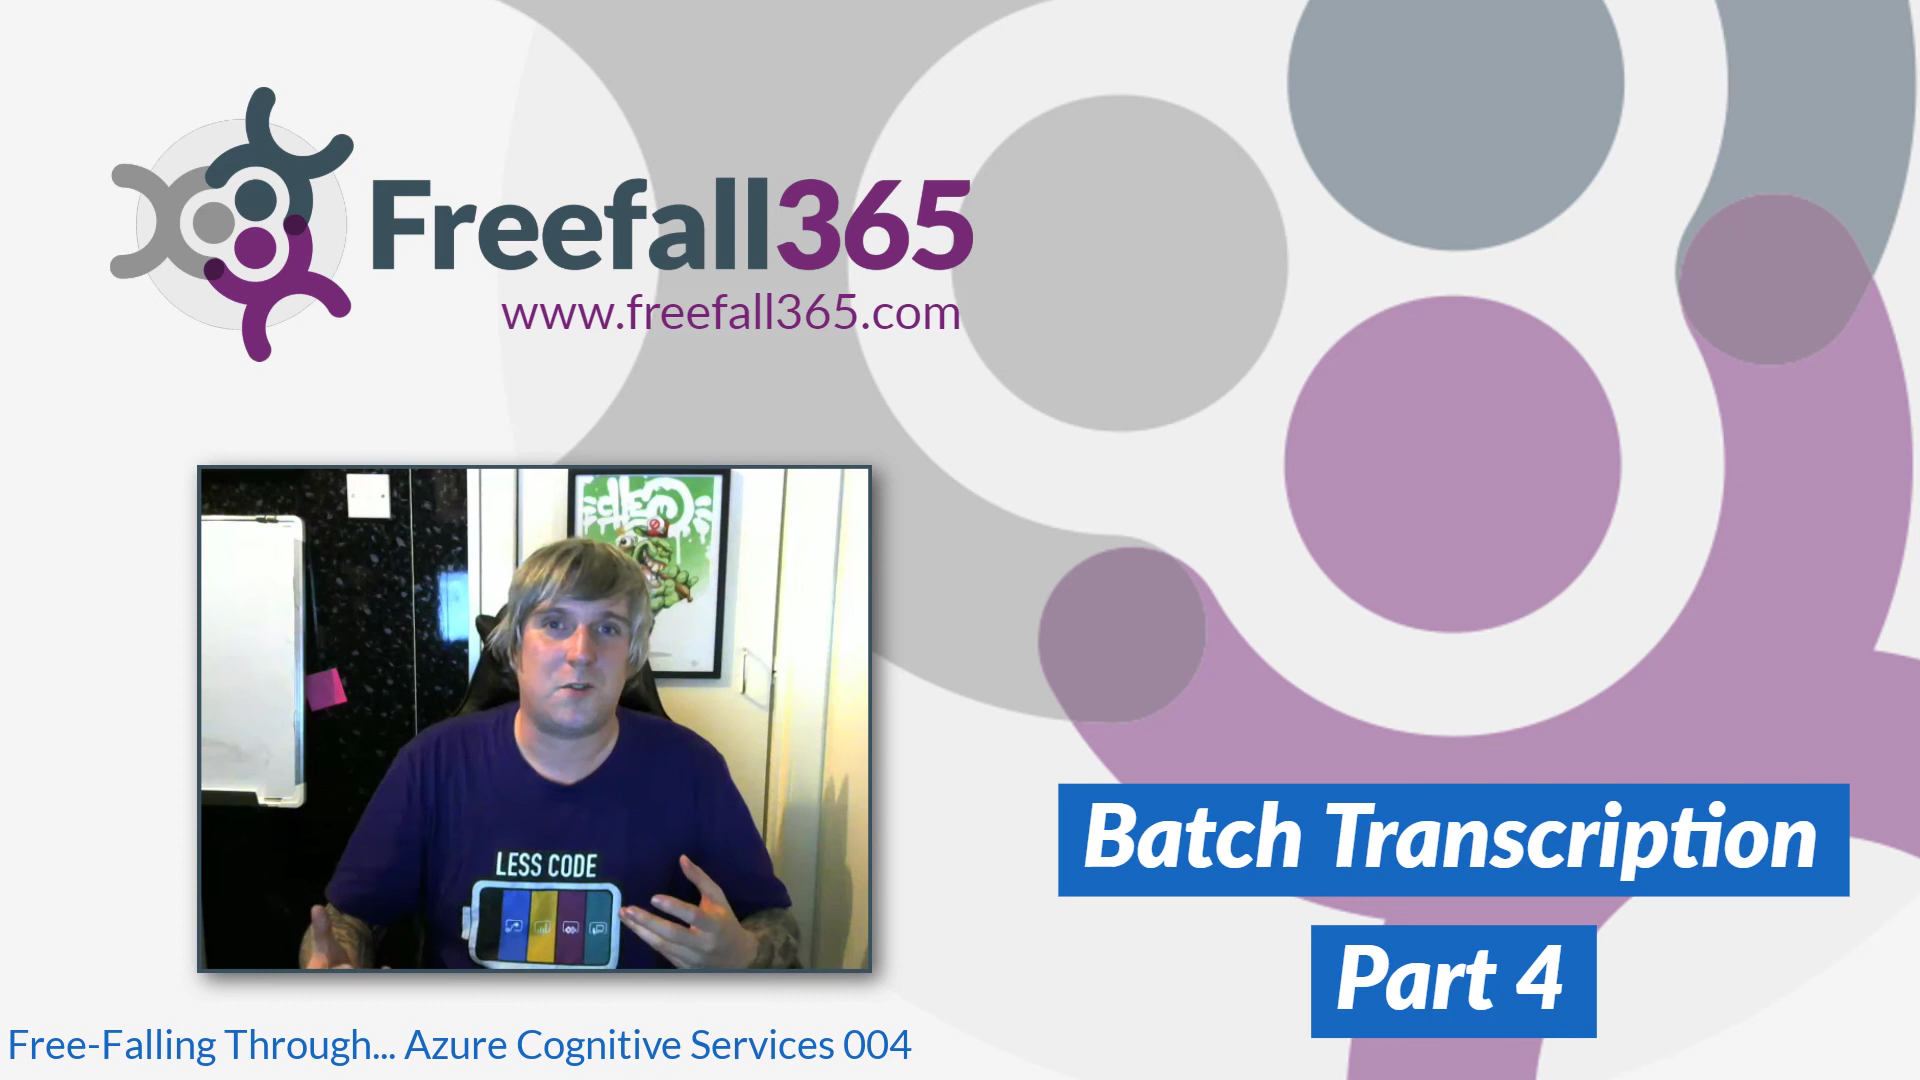 Freefall365
www.freefall365.com
LESS CODE
Batch Transcription
Part 4
Free-Falling Through... Azure Cognitive Services 004